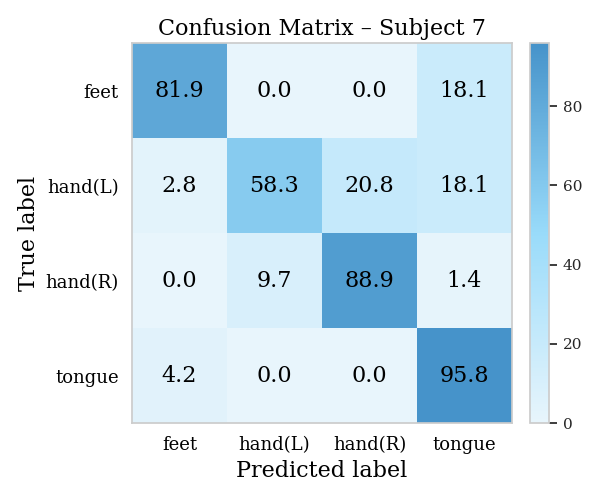 Confusion Matrix – Subject 7
feet 81.9 0.0 0.0 18.1
hand(L) 2.8 58.3 20.8 18.1
hand(R) 0.0 9.7 88.9 1.4
tongue 4.2 0.0 0.0 95.8
feet hand(L) hand(R) tongue
Predicted label
True label
80
60
40
20
0